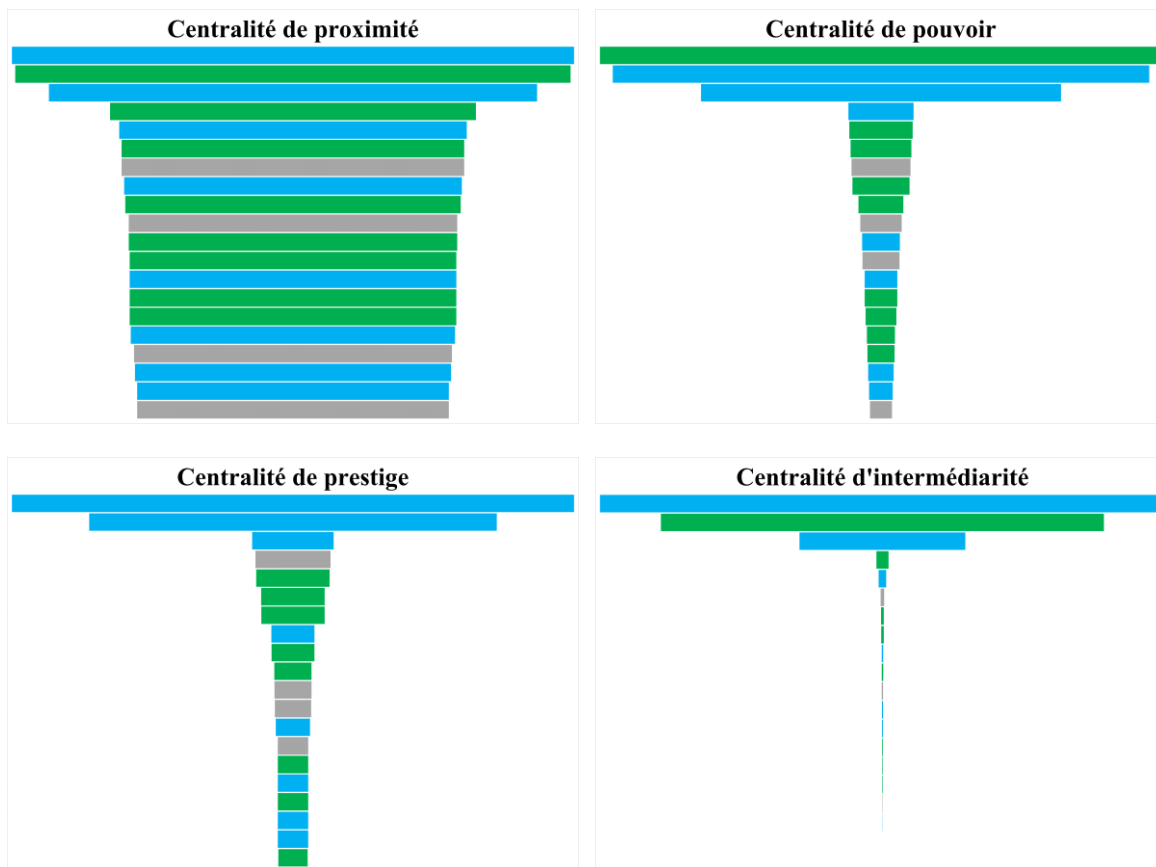 Centralité de proximité
Centralité de pouvoir
Centralité de prestige
Centralité d'intermédiarité